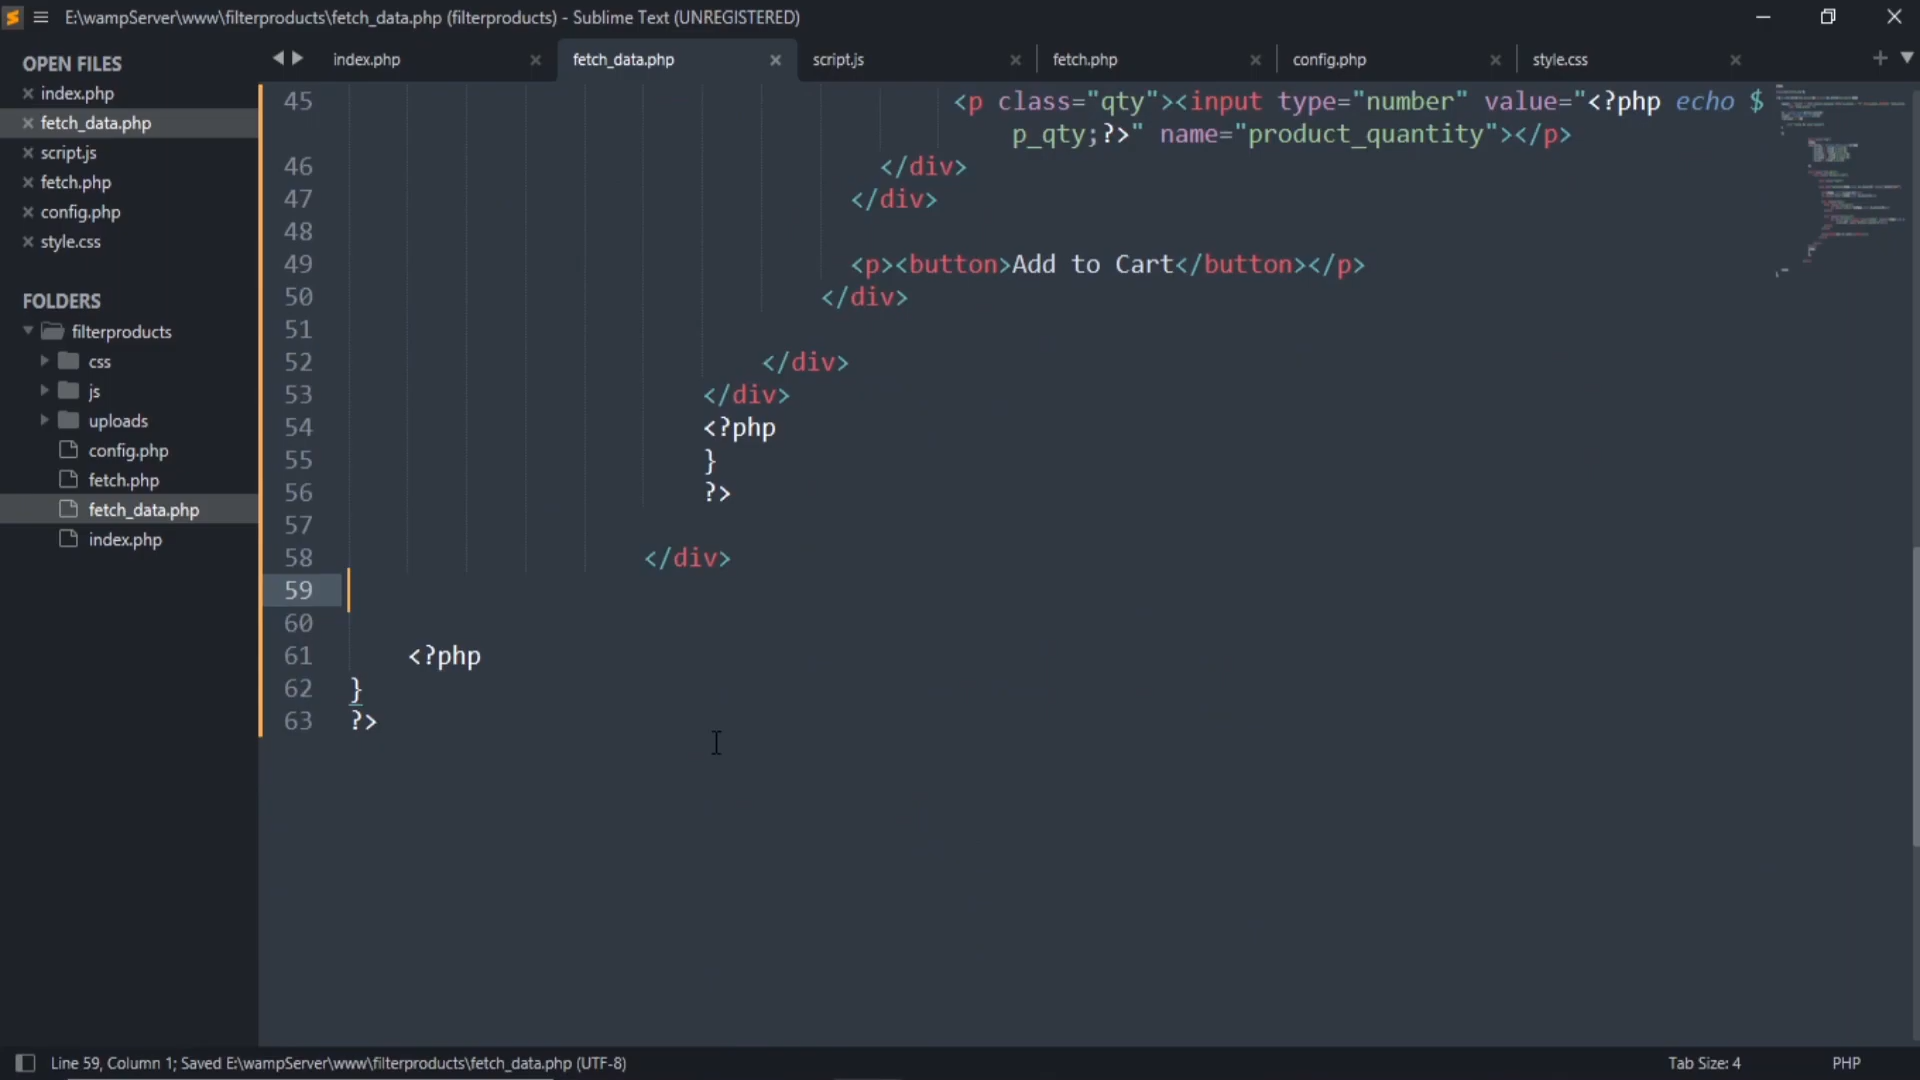 E:\wampServer\www\filterproducts\fetch_data.php (filterproducts) - Sublime Text (UNREGISTERED)
OPEN FILES
index.php
fetch_data.php
script.js
fetch.php
config.php
style.css
FOLDERS
filterproducts
css
js
uploads
config.php
fetch.php
fetch_data.php
index.php
index.php fetch_data.php script.js fetch.php config.php style.css
45 <p class="qty"><input type="number" value="<?php echo $
p_qty;?>" name="product_quantity"></p>
46 </div>
47 </div>
48
49 <p><button>Add to Cart</button></p>
50 </div>
51
52 </div>
53 </div>
54 <?php
55 }
56 ?>
57
58 </div>
59
60
61 <?php
62 }
63 ?>
Line 59, Column 1; Saved E:\wampServer\www\filterproducts\fetch_data.php (UTF-8)
Tab Size: 4
PHP